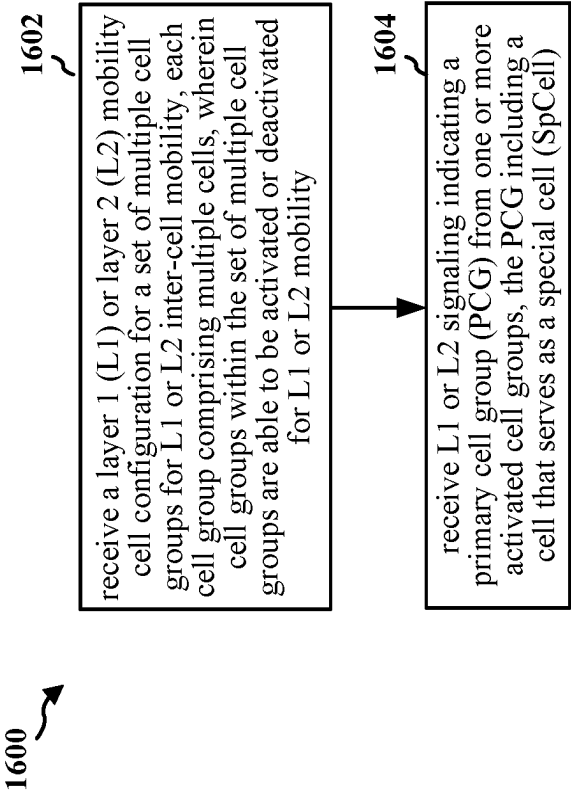 1600
1602
receive a layer 1 (L1) or layer 2 (L2) mobility
cell configuration for a set of multiple cell
groups for L1 or L2 inter-cell mobility, each
cell group comprising multiple cells, wherein
cell groups within the set of multiple cell
groups are able to be activated or deactivated
for L1 or L2 mobility
1604
receive L1 or L2 signaling indicating a
primary cell group (PCG) from one or more
activated cell groups, the PCG including a
cell that serves as a special cell (SpCell)